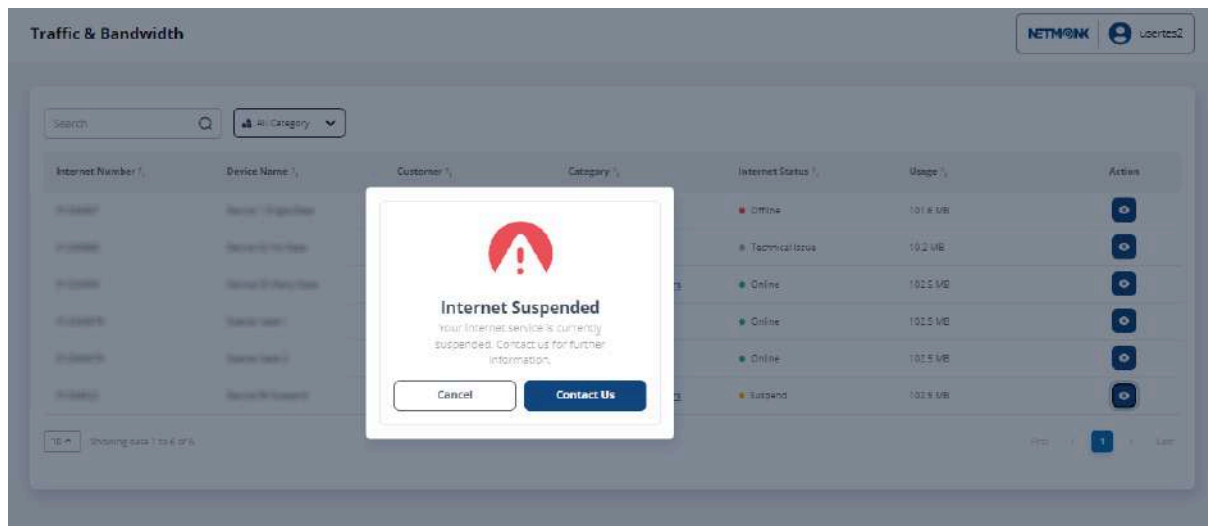 Traffic & Bandwidth
NETMONK usertes2
Search All Category
Internet Number Device Name Customer Category Internet Status Usage Action
Offline 101.6 MB
Technical Issue 10.2 MB
Online 102.5 MB
Online 102.5 MB
Online 102.5 MB
Suspend 102.5 MB
Internet Suspended
Your internet service is currently
suspended. Contact us for further
information.
Cancel Contact Us
10 Showing data 1 to 6 of 6
First 1 Last